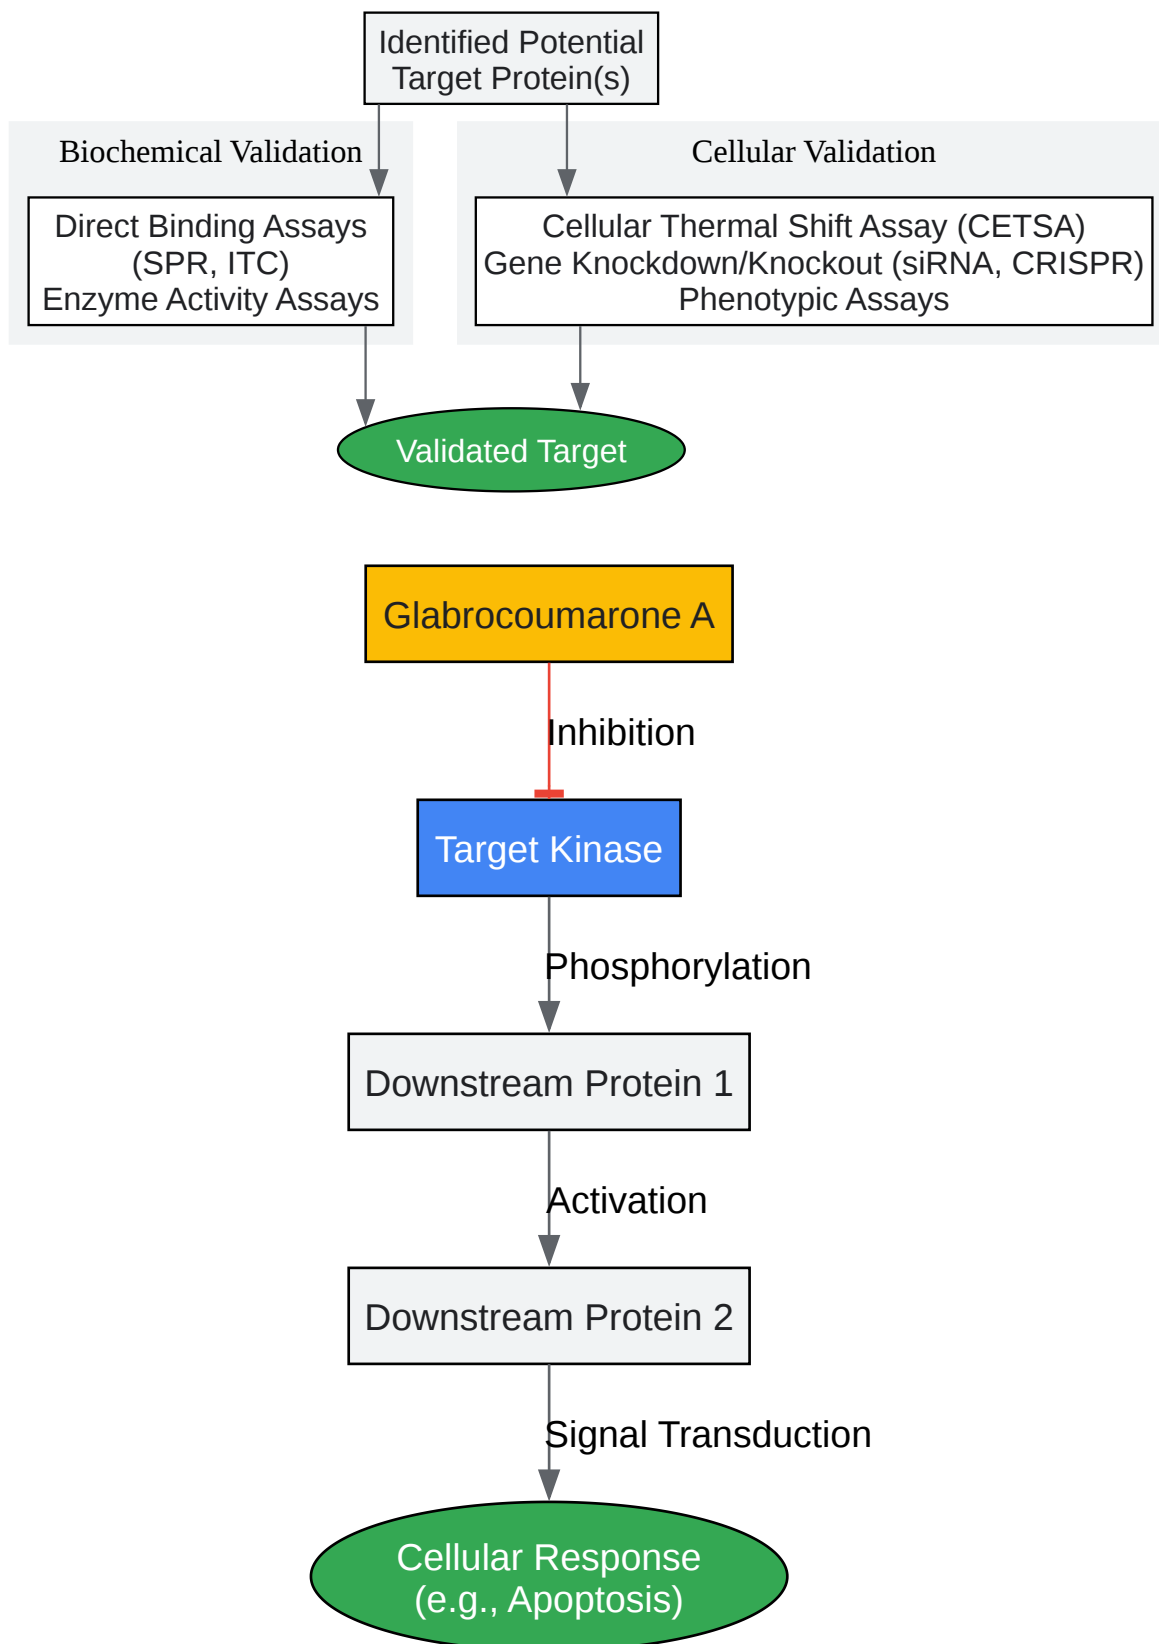 Identified Potential
Target Protein(s)
Biochemical Validation
Cellular Validation
Direct Binding Assays
(SPR, ITC)
Enzyme Activity Assays
Cellular Thermal Shift Assay (CETSA)
Gene Knockdown/Knockout (siRNA, CRISPR)
Phenotypic Assays
Validated Target
Glabrocoumarone A
Inhibition
Target Kinase
Phosphorylation
Downstream Protein 1
Activation
Downstream Protein 2
Signal Transduction
Cellular Response
(e.g., Apoptosis)